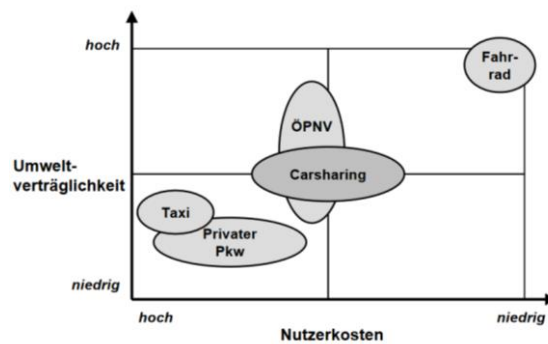 hoch
Fahr-
rad
ÖPNV
Umwelt-
verträglichkeit
Carsharing
Taxi
Privater
Pkw
niedrig
hoch
niedrig
Nutzerkosten